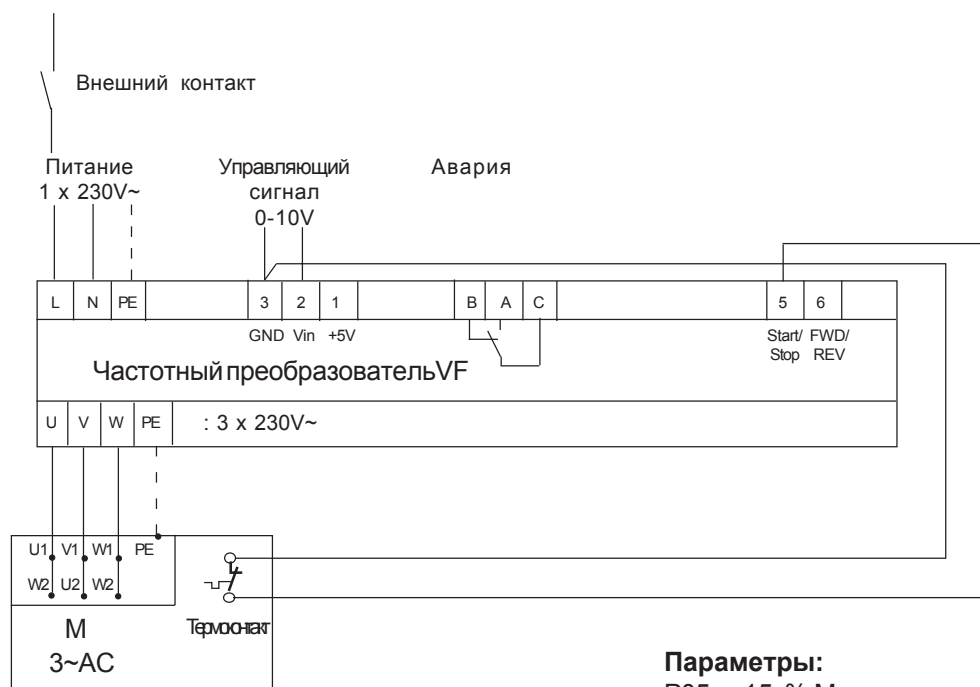 Внешний контакт
Питание
1 x 230V~
Управляющий
сигнал
0-10V
Авария
L N PE
3 2 1
B A C
5 6
GND Vin +5V
Start/ FWD/
Stop REV
Частотный преобразовательVF
U V W PE
: 3 x 230V~
U1 V1 W1 PE
W2 U2 W2
M
3~AC
Термоконтакт
Параметры: